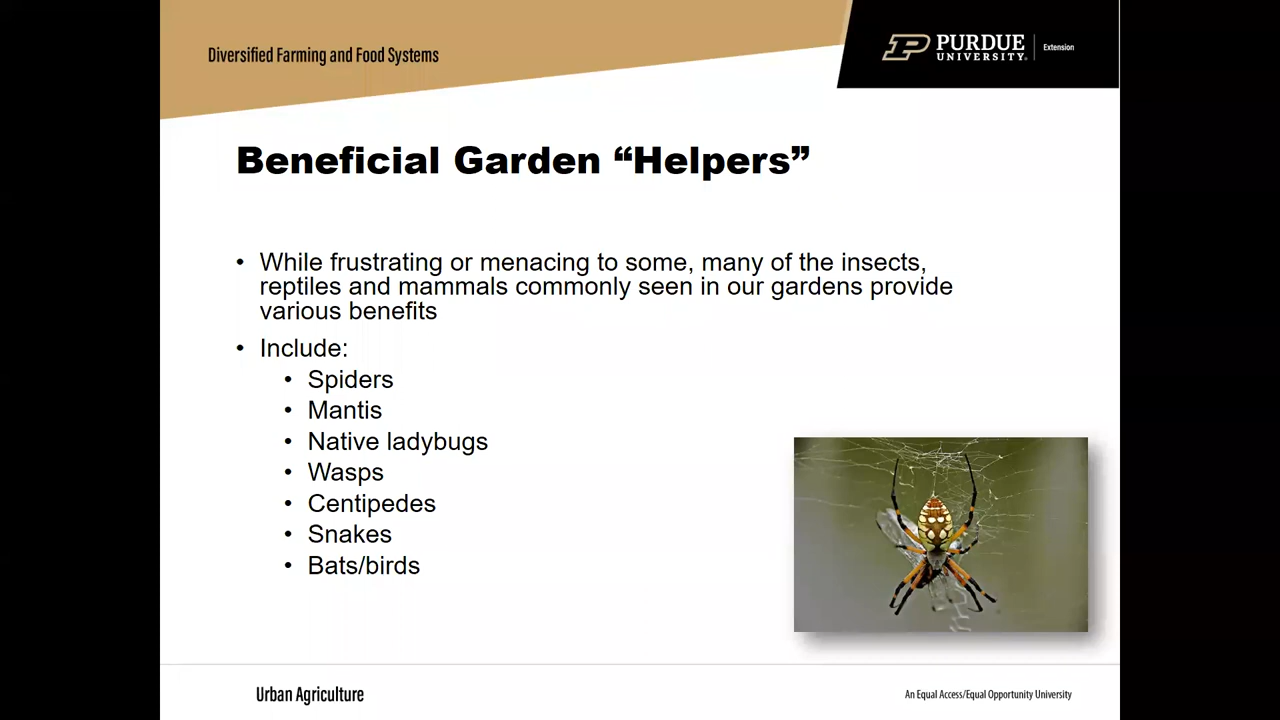 Diversified Farming and Food Systems
PURDUE
UNIVERSITY®
Extension
Beneficial Garden “Helpers”
• While frustrating or menacing to some, many of the insects,
reptiles and mammals commonly seen in our gardens provide
various benefits
• Include:
• Spiders
• Mantis
• Native ladybugs
• Wasps
• Centipedes
• Snakes
• Bats/birds
Urban Agriculture
An Equal Access/Equal Opportunity University